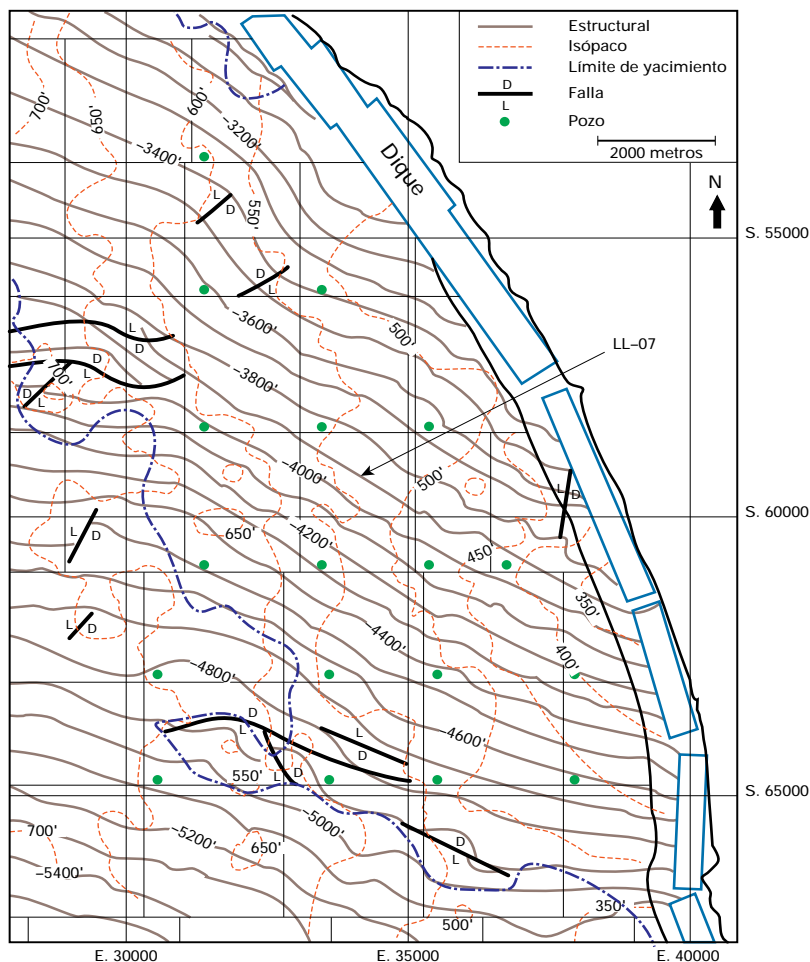 Estructural
Isópaco
Límite de yacimiento
D
Falla
L
Pozo
2000 metros
N
Dique
LL–07
S. 55000
S. 60000
S. 65000
E. 30000
E. 35000
E. 40000
700'
650'
600'
–3200'
–3400'
550'
L
D
D
L
–3600'
500'
L
D
–3800'
D
L
700'
D
L
–4000'
500'
L
D
650'
–4200'
450'
L
D
350'
L
D
–4400'
400'
–4800'
D
L
L
D
–4600'
L
D
550'
–5000'
700'
–5200'
650'
D
L
–5400'
500'
350'